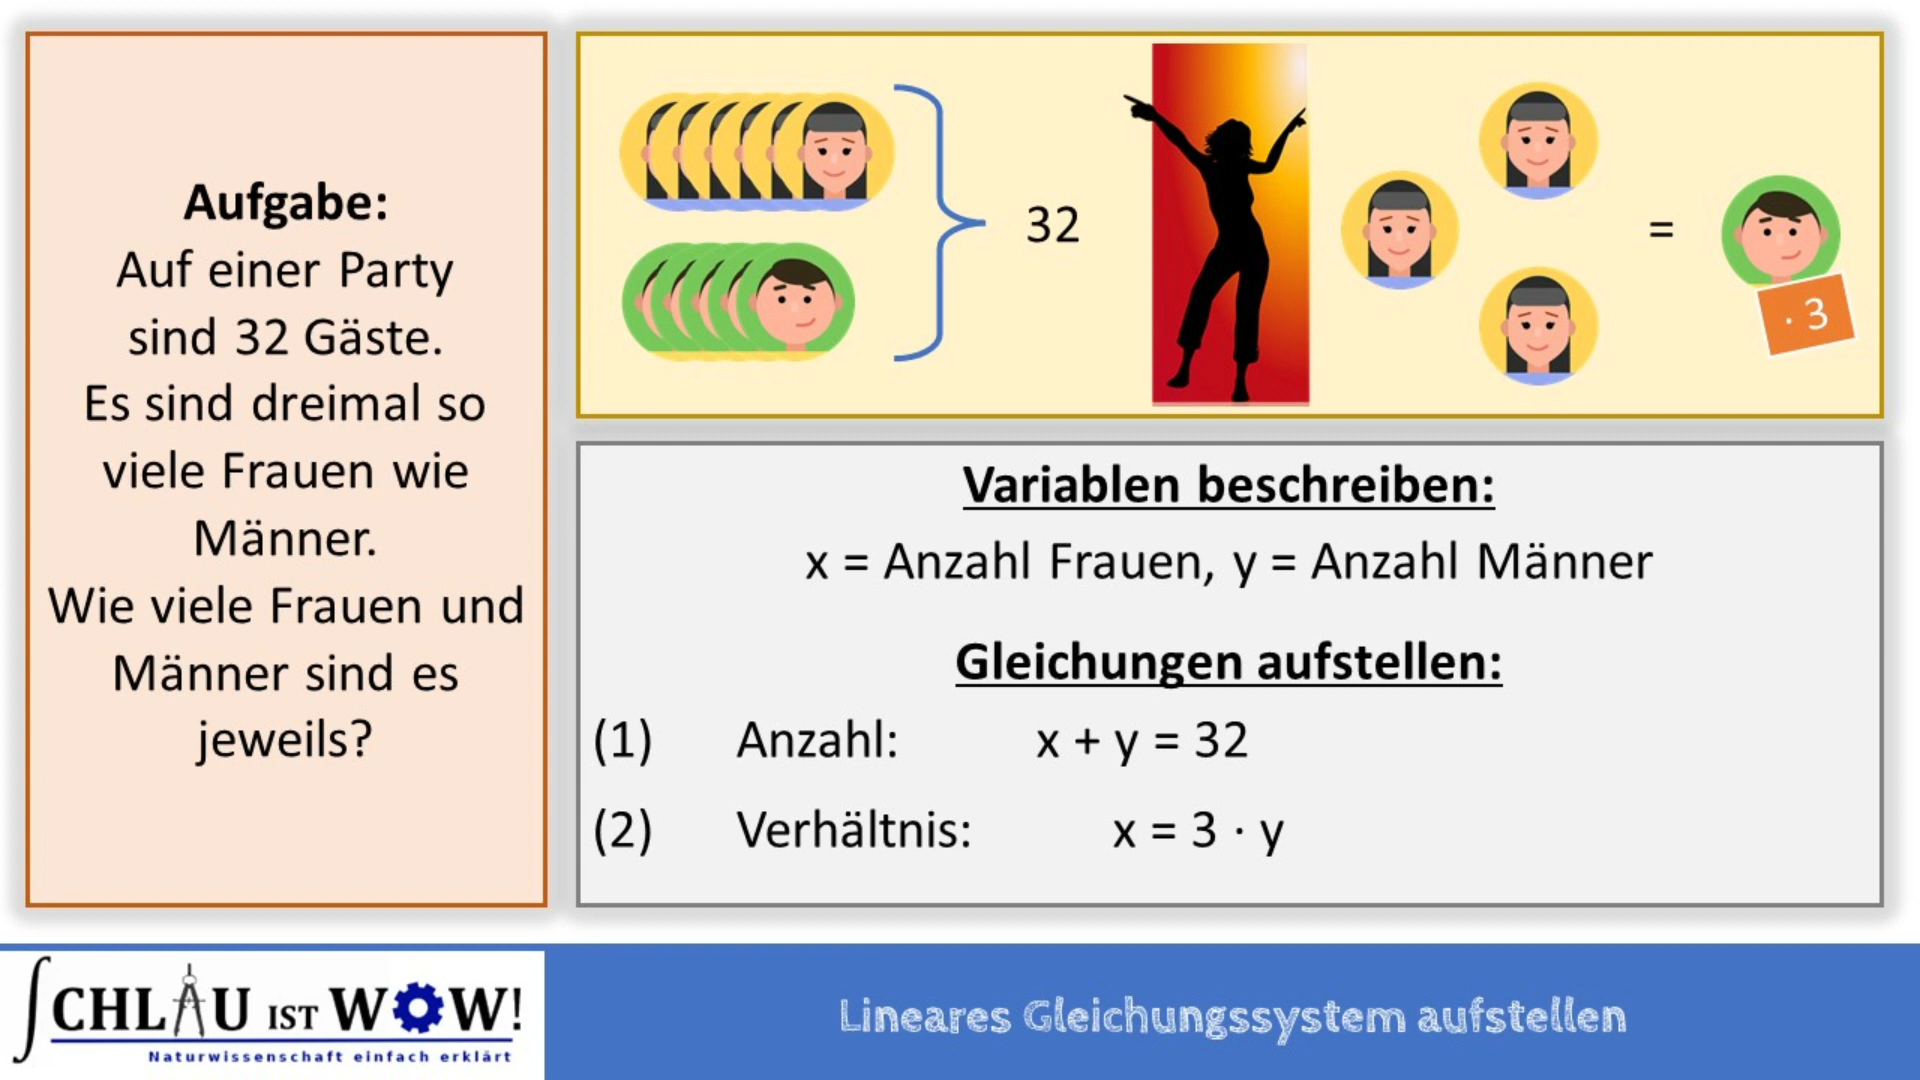 Aufgabe:
Auf einer Party
sind 32 Gäste.
Es sind dreimal so
viele Frauen wie
Männer.
Wie viele Frauen und
Männer sind es
jeweils?
32
=
· 3
Variablen beschreiben:
x = Anzahl Frauen, y = Anzahl Männer
Gleichungen aufstellen:
(1) Anzahl: x + y = 32
(2) Verhältnis: x = 3 · y
SCHLAU IST WOW!
Naturwissenschaft einfach erklärt
Lineares Gleichungssystem aufstellen